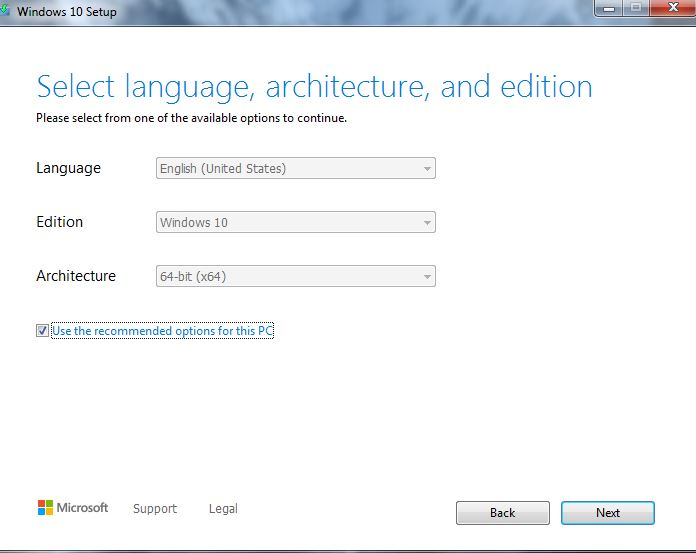 Windows 10 Setup
Select language, architecture, and edition
Please select from one of the available options to continue.
Language English (United States)
Edition Windows 10
Architecture 64-bit (x64)
Use the recommended options for this PC
Microsoft Support Legal Back Next